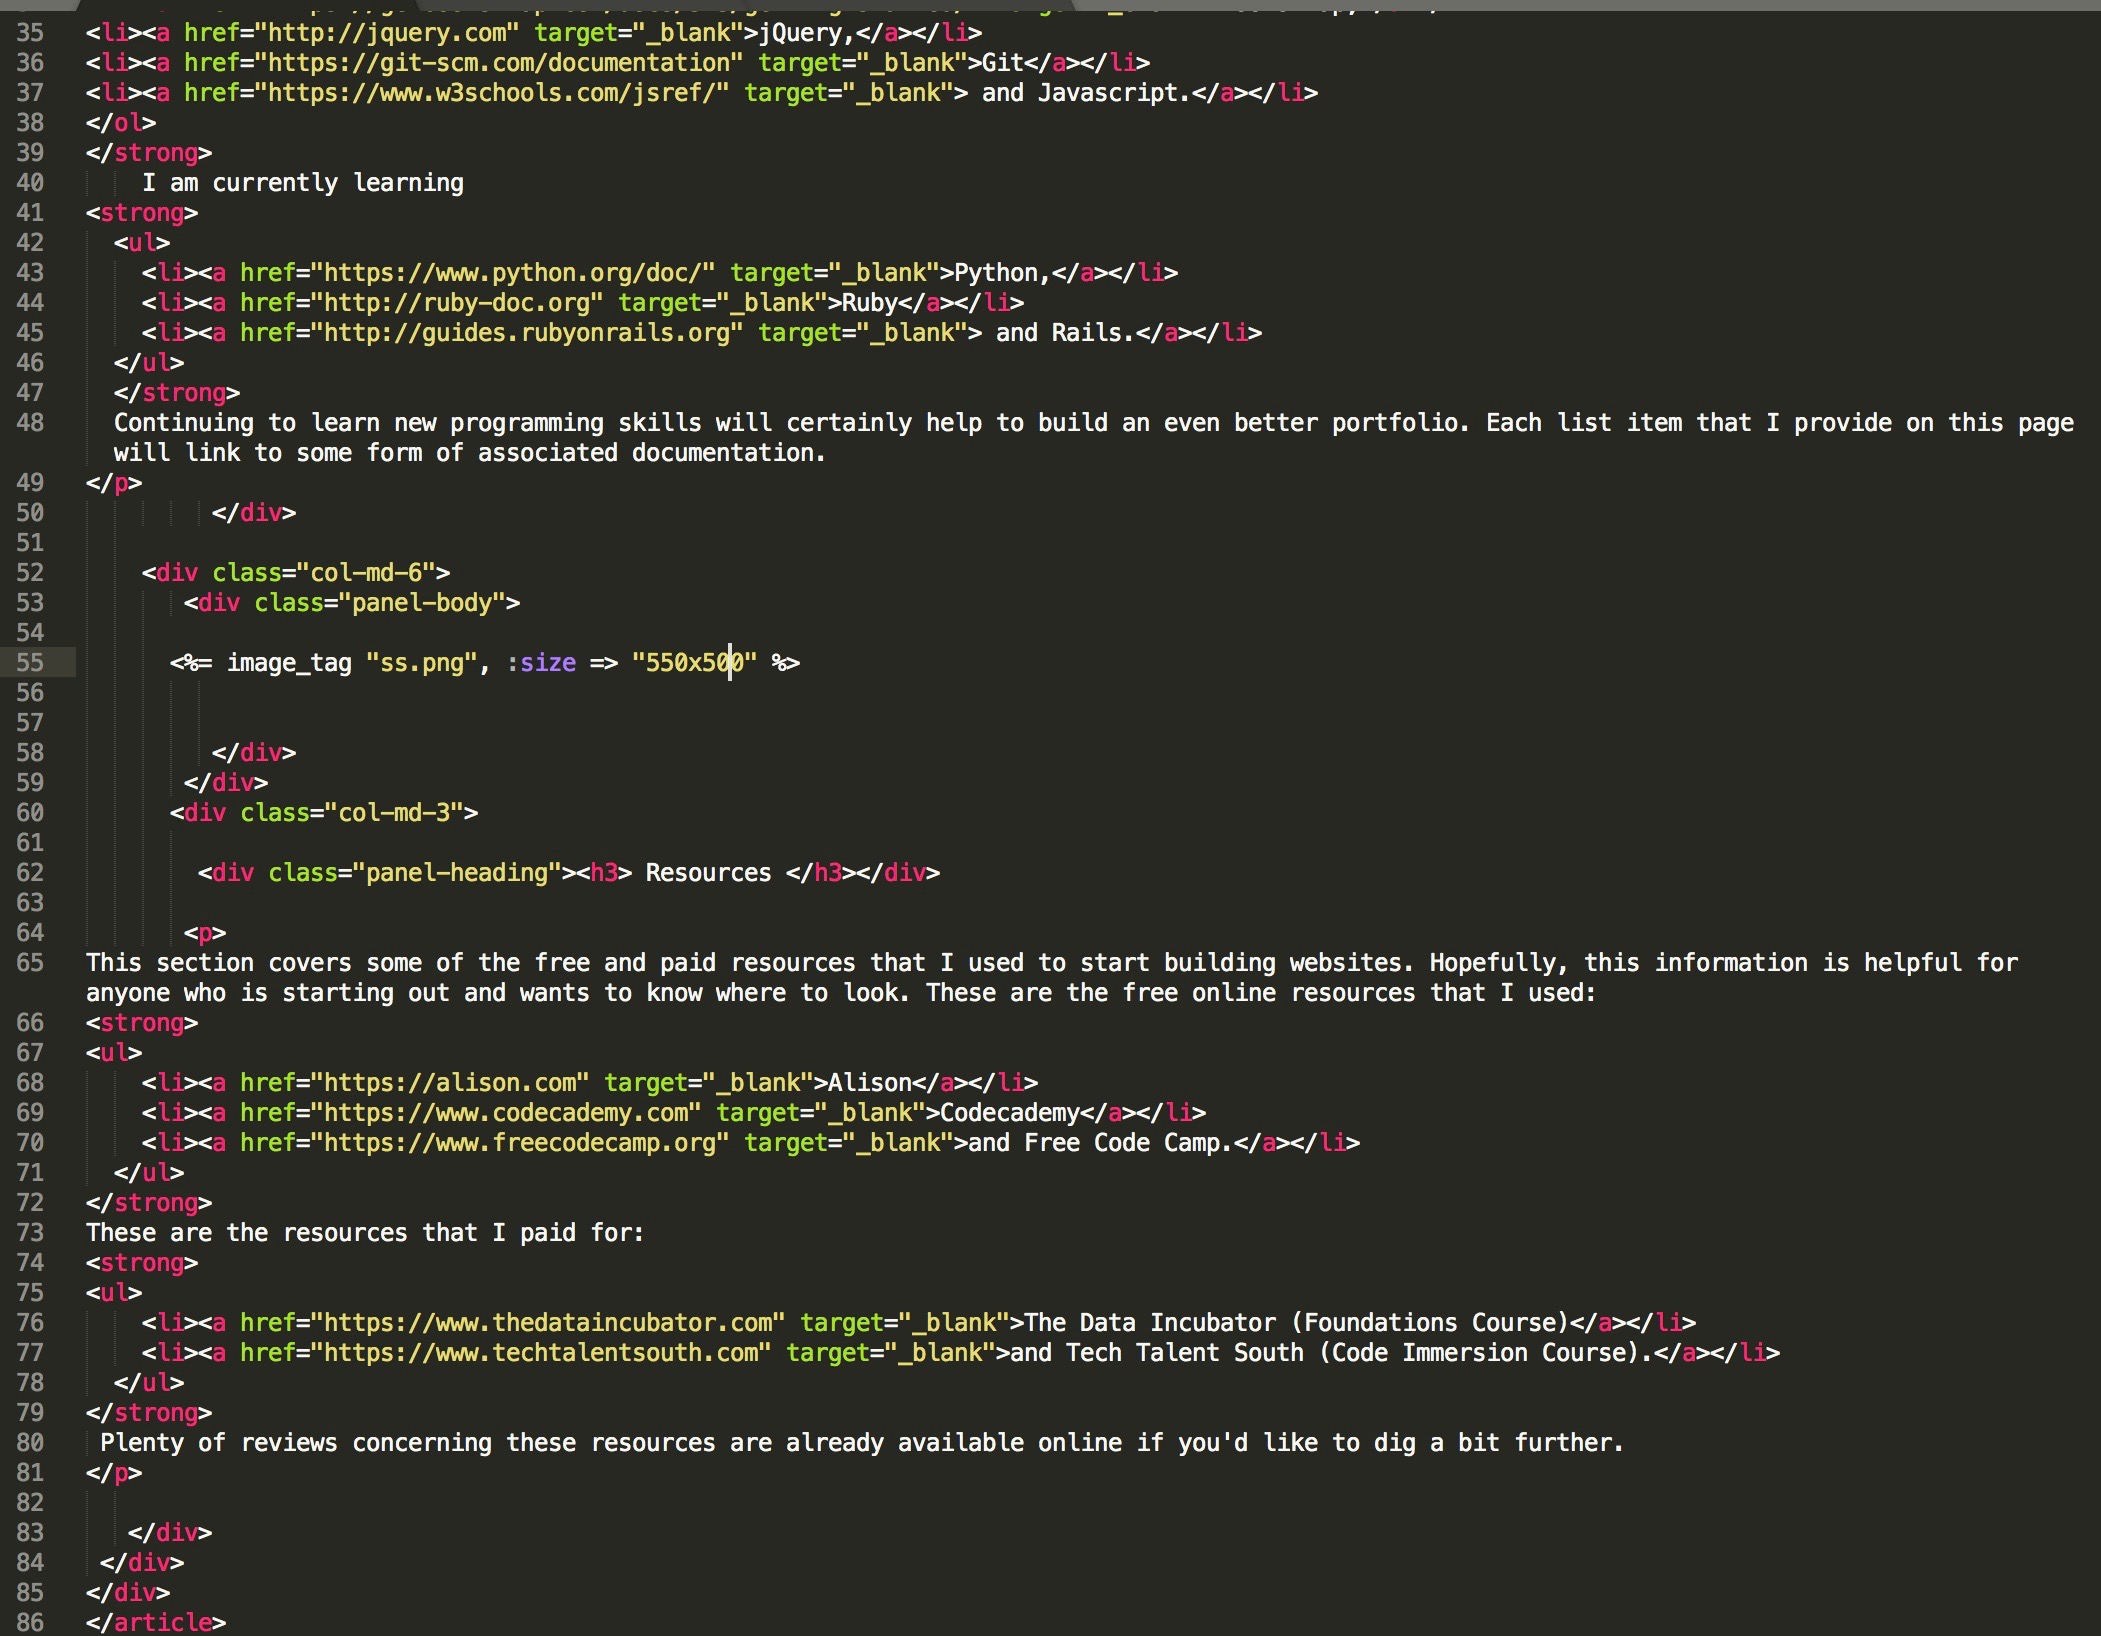 35 <li><a href="http://jquery.com" target="_blank">jQuery,</a></li>
36 <li><a href="https://git-scm.com/documentation" target="_blank">Git</a></li>
37 <li><a href="https://www.w3schools.com/jsref/" target="_blank"> and Javascript.</a></li>
38 </ol>
39 </strong>
40 I am currently learning
41 <strong>
42 <ul>
43 <li><a href="https://www.python.org/doc/" target="_blank">Python,</a></li>
44 <li><a href="http://ruby-doc.org" target="_blank">Ruby</a></li>
45 <li><a href="http://guides.rubyonrails.org" target="_blank"> and Rails.</a></li>
46 </ul>
47 </strong>
48 Continuing to learn new programming skills will certainly help to build an even better portfolio. Each list item that I provide on this page
will link to some form of associated documentation.
49 </p>
50 </div>
51
52 <div class="col-md-6">
53 <div class="panel-body">
54
55 <%= image_tag "ss.png", :size => "550x500" %>
56
57
58 </div>
59 </div>
60 <div class="col-md-3">
61
62 <div class="panel-heading"><h3> Resources </h3></div>
63
64 <p>
65 This section covers some of the free and paid resources that I used to start building websites. Hopefully, this information is helpful for
anyone who is starting out and wants to know where to look. These are the free online resources that I used:
66 <strong>
67 <ul>
68 <li><a href="https://alison.com" target="_blank">Alison</a></li>
69 <li><a href="https://www.codecademy.com" target="_blank">Codecademy</a></li>
70 <li><a href="https://www.freecodecamp.org" target="_blank">and Free Code Camp.</a></li>
71 </ul>
72 </strong>
73 These are the resources that I paid for:
74 <strong>
75 <ul>
76 <li><a href="https://www.thedataincubator.com" target="_blank">The Data Incubator (Foundations Course)</a></li>
77 <li><a href="https://www.techtalentsouth.com" target="_blank">and Tech Talent South (Code Immersion Course).</a></li>
78 </ul>
79 </strong>
80 Plenty of reviews concerning these resources are already available online if you'd like to dig a bit further.
81 </p>
82
83 </div>
84 </div>
85 </div>
86 </article>